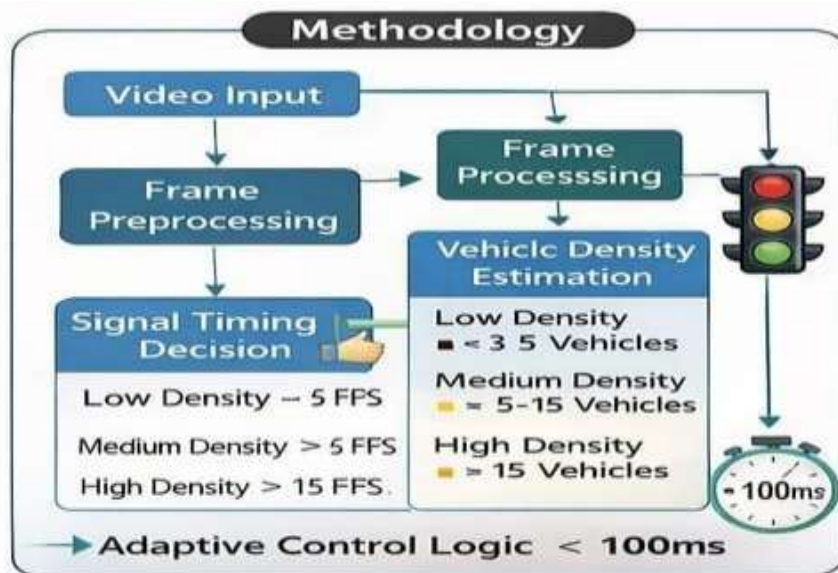 Methodology
Video Input
Frame
Preprocessing
Frame
Processsing
Signal Timing
Decision
Low Density – 5 FPS
Medium Density > 5 FFS
High Density > 15 FFS.
Vehiclc Density
Estimation
Low Density
▪ < 3 5 Vehicles
Medium Density
▪ = 5-15 Vehicles
High Density
▪ = 15 Vehicles
- 100ms
Adaptive Control Logic < 100ms